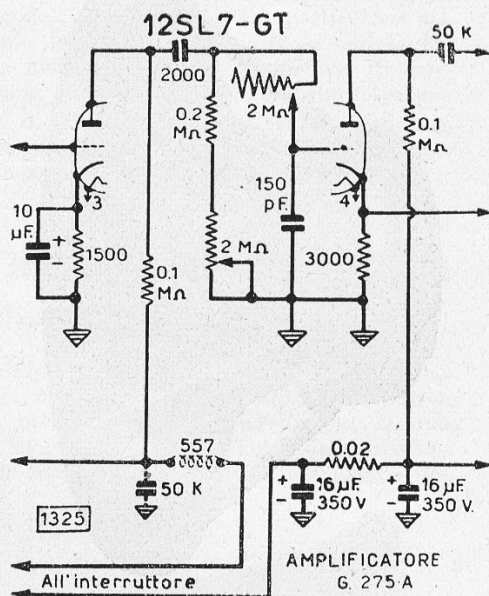 12SL7-GT
50 K
2000
0.2
MΩ
2 MΩ
0.1
MΩ
3
150
pF.
4
10
µF.
+
-
1500
2 MΩ
3000
0.1
MΩ
557
0.02
50 K
+
-
16 µF.
350 V.
+
-
16 µF.
350 V.
1325
All'interruttore
AMPLIFICATORE
G. 275·A